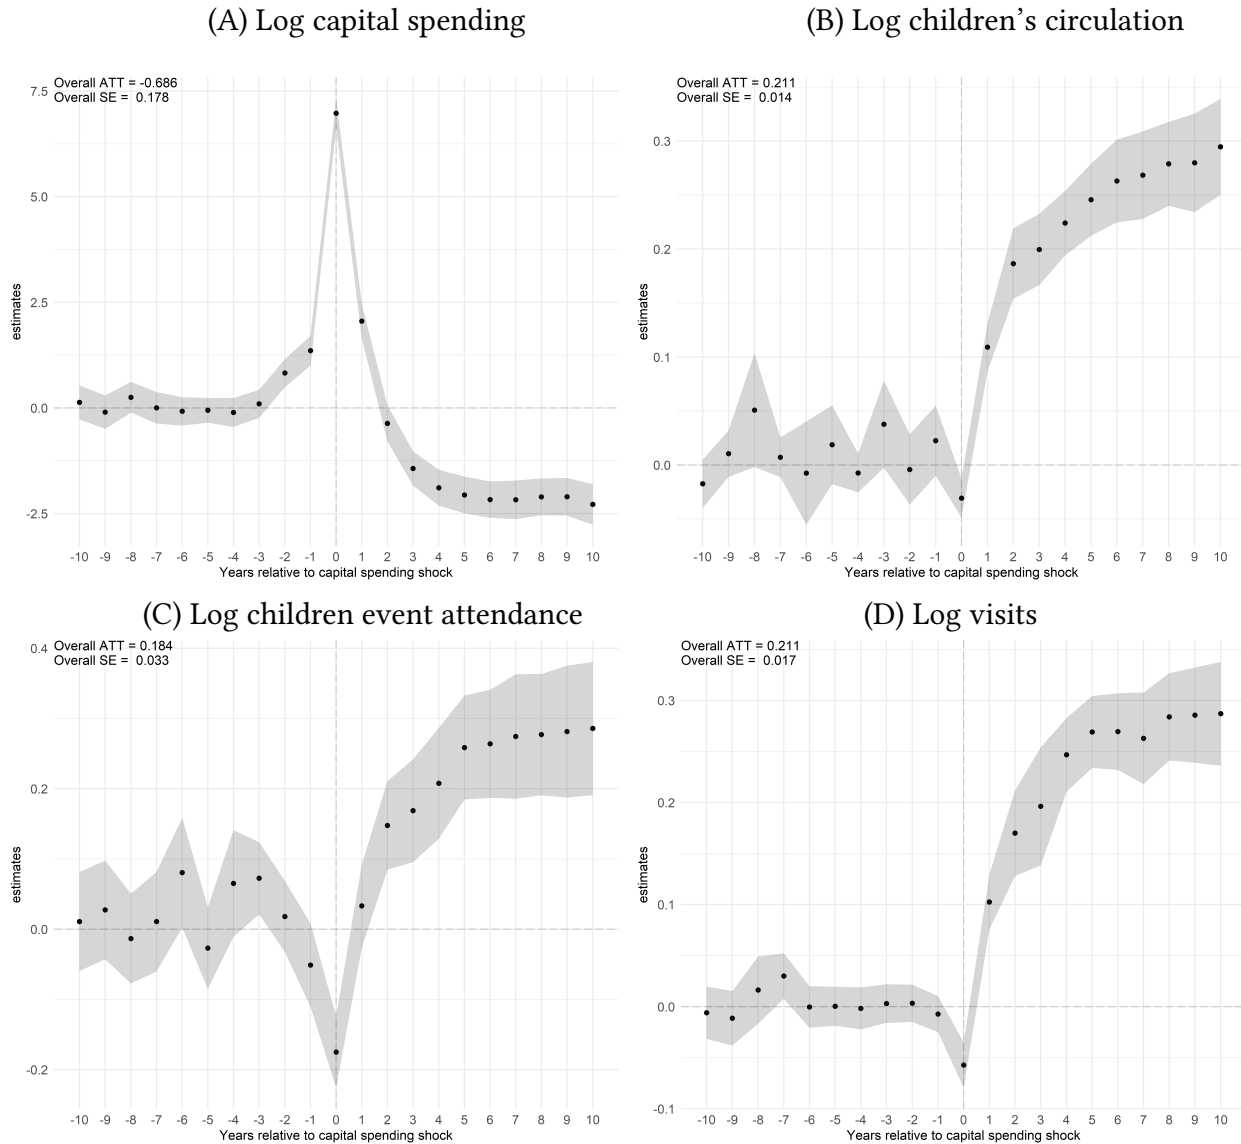 (A) Log capital spending
Overall ATT = -0.686
Overall SE =  0.178
7.5
5.0
2.5
0.0
-2.5
estimates
-10 -9 -8 -7 -6 -5 -4 -3 -2 -1 0 1 2 3 4 5 6 7 8 9 10
Years relative to capital spending shock
(B) Log children’s circulation
Overall ATT = 0.211
Overall SE =  0.014
0.3
0.2
0.1
0.0
estimates
-10 -9 -8 -7 -6 -5 -4 -3 -2 -1 0 1 2 3 4 5 6 7 8 9 10
Years relative to capital spending shock
(C) Log children event attendance
Overall ATT = 0.184
Overall SE =  0.033
0.4
0.2
0.0
-0.2
estimates
-10 -9 -8 -7 -6 -5 -4 -3 -2 -1 0 1 2 3 4 5 6 7 8 9 10
Years relative to capital spending shock
(D) Log visits
Overall ATT = 0.211
Overall SE =  0.017
0.3
0.2
0.1
0.0
-0.1
estimates
-10 -9 -8 -7 -6 -5 -4 -3 -2 -1 0 1 2 3 4 5 6 7 8 9 10
Years relative to capital spending shock